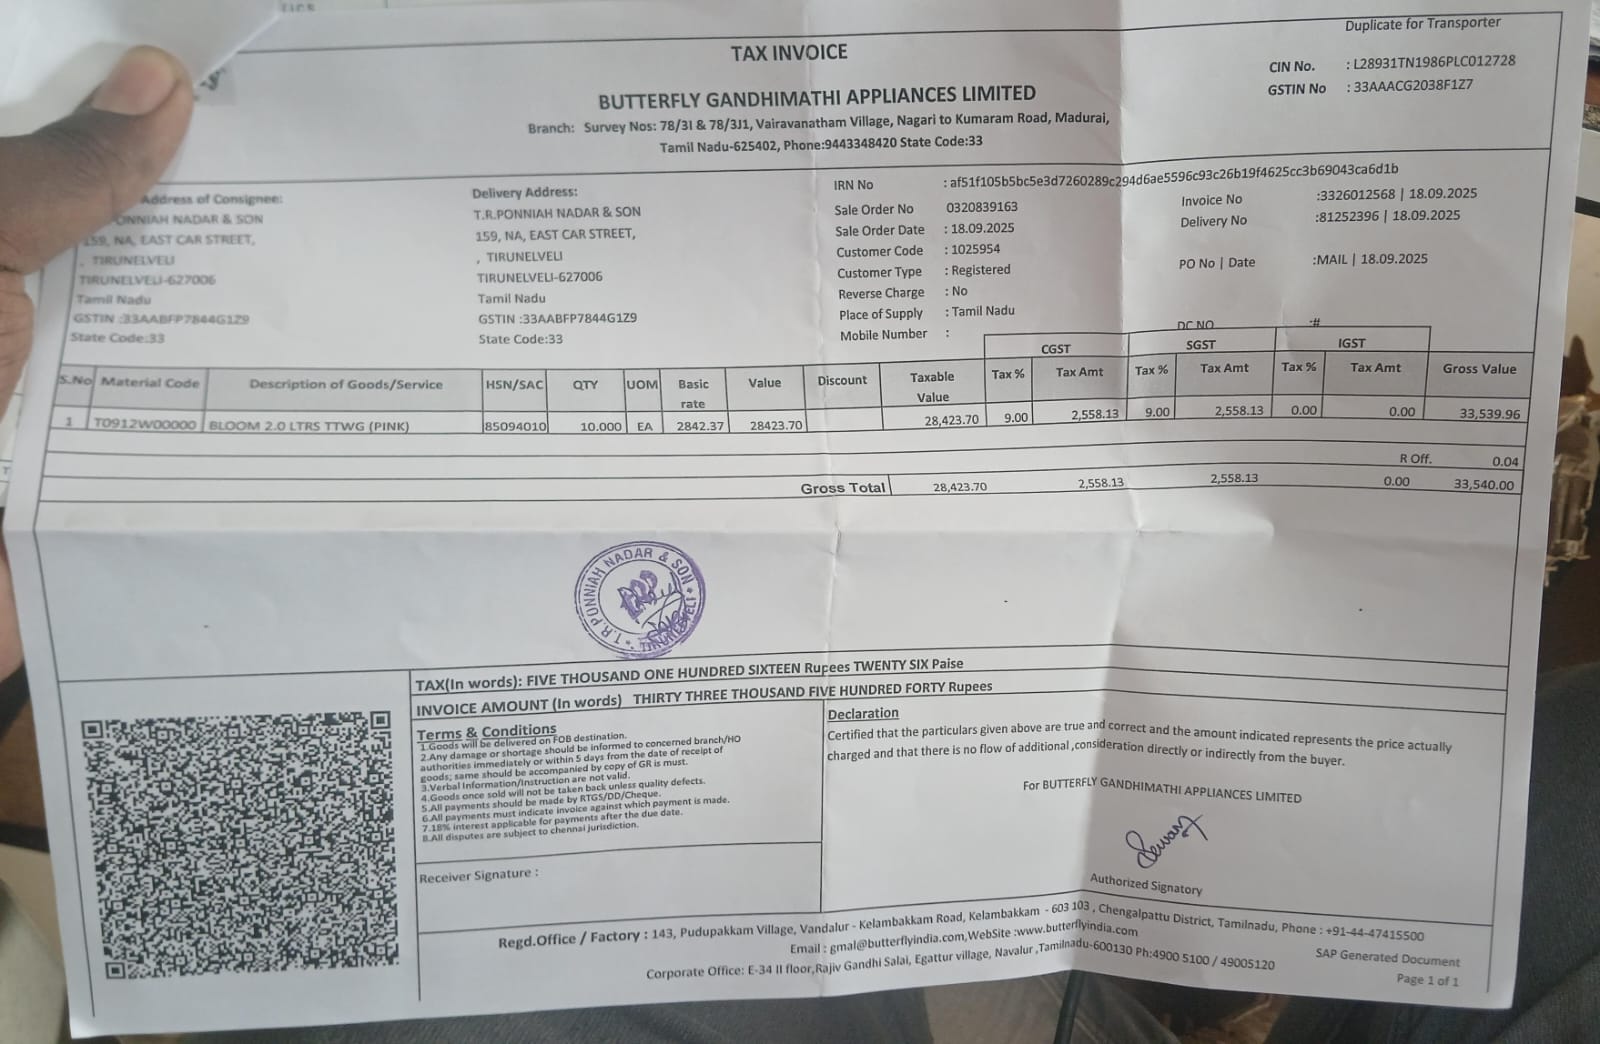 Duplicate for Transporter
TAX INVOICE
CIN No. : L28931TN1986PLC012728
GSTIN No : 33AAACG2038F1Z7
BUTTERFLY GANDHIMATHI APPLIANCES LIMITED
Branch: Survey Nos: 78/3I & 78/3J1, Vairavanatham Village, Nagari to Kumaram Road, Madurai,
Tamil Nadu-625402, Phone:9443348420 State Code:33
Address of Consignee:
PONNIAH NADAR & SON
159, NA, EAST CAR STREET,
, TIRUNELVELI
TIRUNELVELI-627006
Tamil Nadu
GSTIN :33AABFP7844G1Z9
State Code:33
Delivery Address:
T.R.PONNIAH NADAR & SON
159, NA, EAST CAR STREET,
, TIRUNELVELI
TIRUNELVELI-627006
Tamil Nadu
GSTIN :33AABFP7844G1Z9
State Code:33
IRN No : af51f105b5bc5e3d7260289c294d6ae5596c93c26b19f4625cc3b69043ca6d1b
Sale Order No 0320839163
Sale Order Date : 18.09.2025
Customer Code : 1025954
Customer Type : Registered
Reverse Charge : No
Place of Supply : Tamil Nadu
Mobile Number :
Invoice No :3326012568 | 18.09.2025
Delivery No :81252396 | 18.09.2025
PO No | Date :MAIL | 18.09.2025
DC NO :#
CGST SGST IGST
S.No Material Code Description of Goods/Service HSN/SAC QTY UOM Basic rate Value Discount Taxable Value Tax % Tax Amt Tax % Tax Amt Tax % Tax Amt Gross Value
1 T0912W00000 BLOOM 2.0 LTRS TTWG (PINK) 85094010 10.000 EA 2842.37 28423.70 28,423.70 9.00 2,558.13 9.00 2,558.13 0.00 0.00 33,539.96
R Off. 0.04
Gross Total 28,423.70 2,558.13 2,558.13 0.00 33,540.00
T.R.PONNIAH NADAR & SON
TIRUNELVELI
TAX(In words): FIVE THOUSAND ONE HUNDRED SIXTEEN Rupees TWENTY SIX Paise
INVOICE AMOUNT (In words) THIRTY THREE THOUSAND FIVE HUNDRED FORTY Rupees
Terms & Conditions
1.Goods will be delivered on FOB destination.
2.Any damage or shortage should be informed to concerned branch/HO
authorities immediately or within 5 days from the date of receipt of
goods; same should be accompanied by copy of GR is must.
3.Verbal Information/Instruction are not valid.
4.Goods once sold will not be taken back unless quality defects.
5.All payments should be made by RTGS/DD/Cheque.
6.All payments must indicate invoice against which payment is made.
7.18% interest applicable for payments after the due date.
8.All disputes are subject to chennai jurisdiction.
Receiver Signature :
Declaration
Certified that the particulars given above are true and correct and the amount indicated represents the price actually
charged and that there is no flow of additional ,consideration directly or indirectly from the buyer.
For BUTTERFLY GANDHIMATHI APPLIANCES LIMITED
Authorized Signatory
Regd.Office / Factory : 143, Pudupakkam Village, Vandalur - Kelambakkam Road, Kelambakkam - 603 103 , Chengalpattu District, Tamilnadu, Phone : +91-44-47415500
Email : gmal@butterflyindia.com,WebSite :www.butterflyindia.com
Corporate Office: E-34 II floor,Rajiv Gandhi Salai, Egattur village, Navalur ,Tamilnadu-600130 Ph:4900 5100 / 49005120
SAP Generated Document
Page 1 of 1